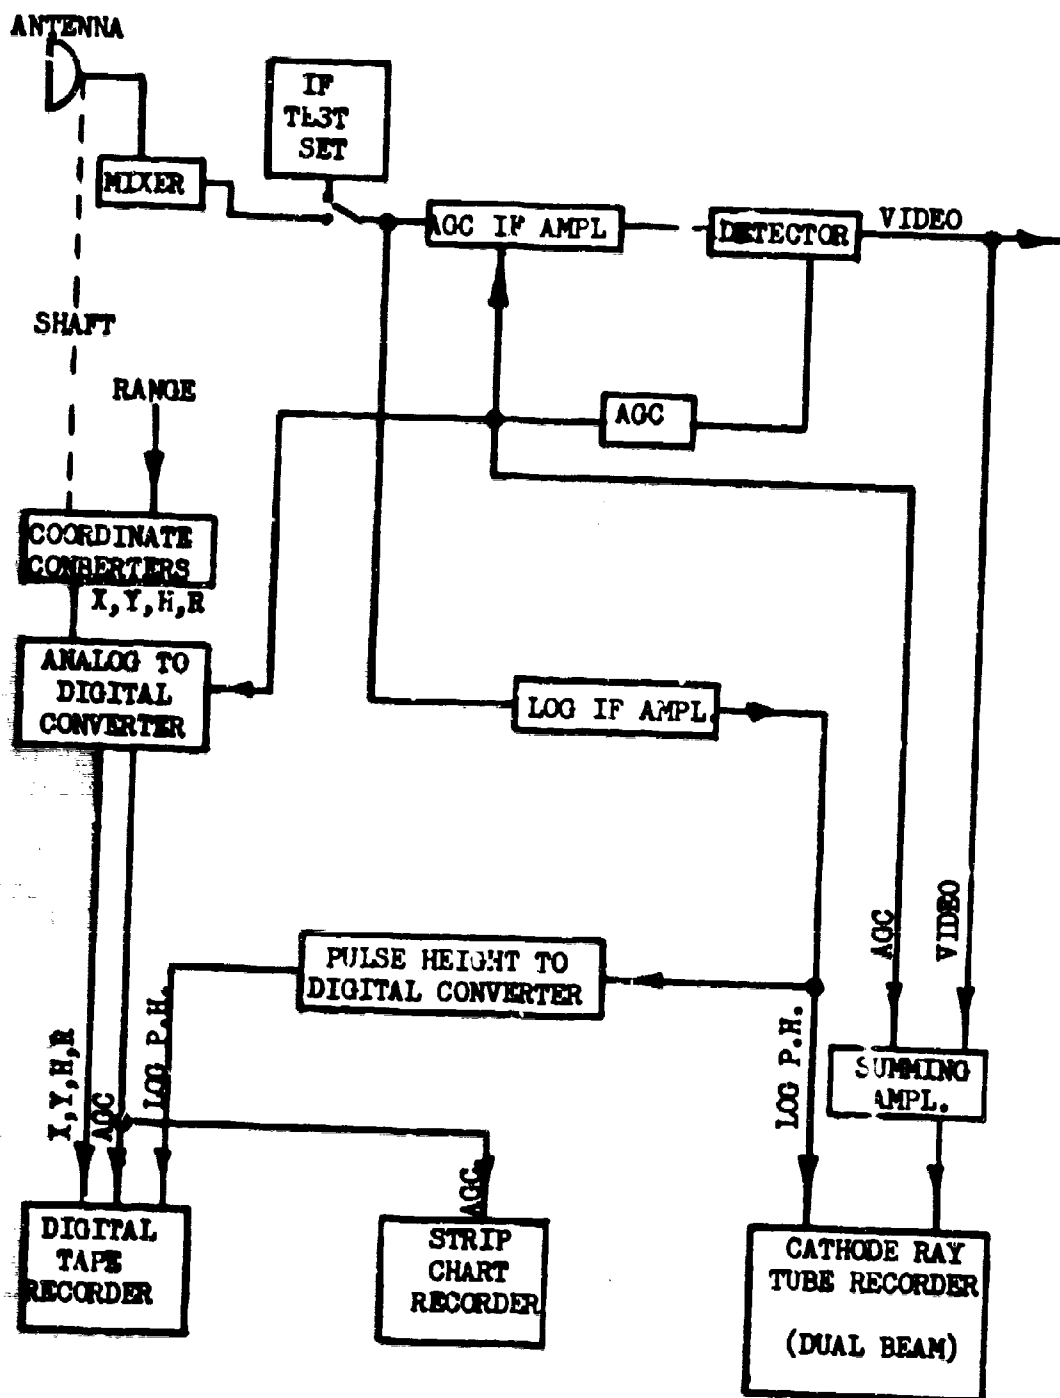 ANTENNA
IF
TEST
SET
MIXER
AGC IF AMPL
DETECTOR
VIDEO
SHAFT
RANGE
AGC
COORDINATE
CONBERTERS
X,Y,H,R
ANALOG TO
DIGITAL
CONVERTER
LOG IF AMPL.
PULSE HEIGHT TO
DIGITAL CONVERTER
AGC
VIDEO
X,Y,H,R
AGC
LOG P.H.
LOG P.H.
SUMMING
AMPL.
AGC
DIGITAL
TAPE
RECORDER
STRIP
CHART
RECORDER
CATHODE RAY
TUBE RECORDER
(DUAL BEAM)